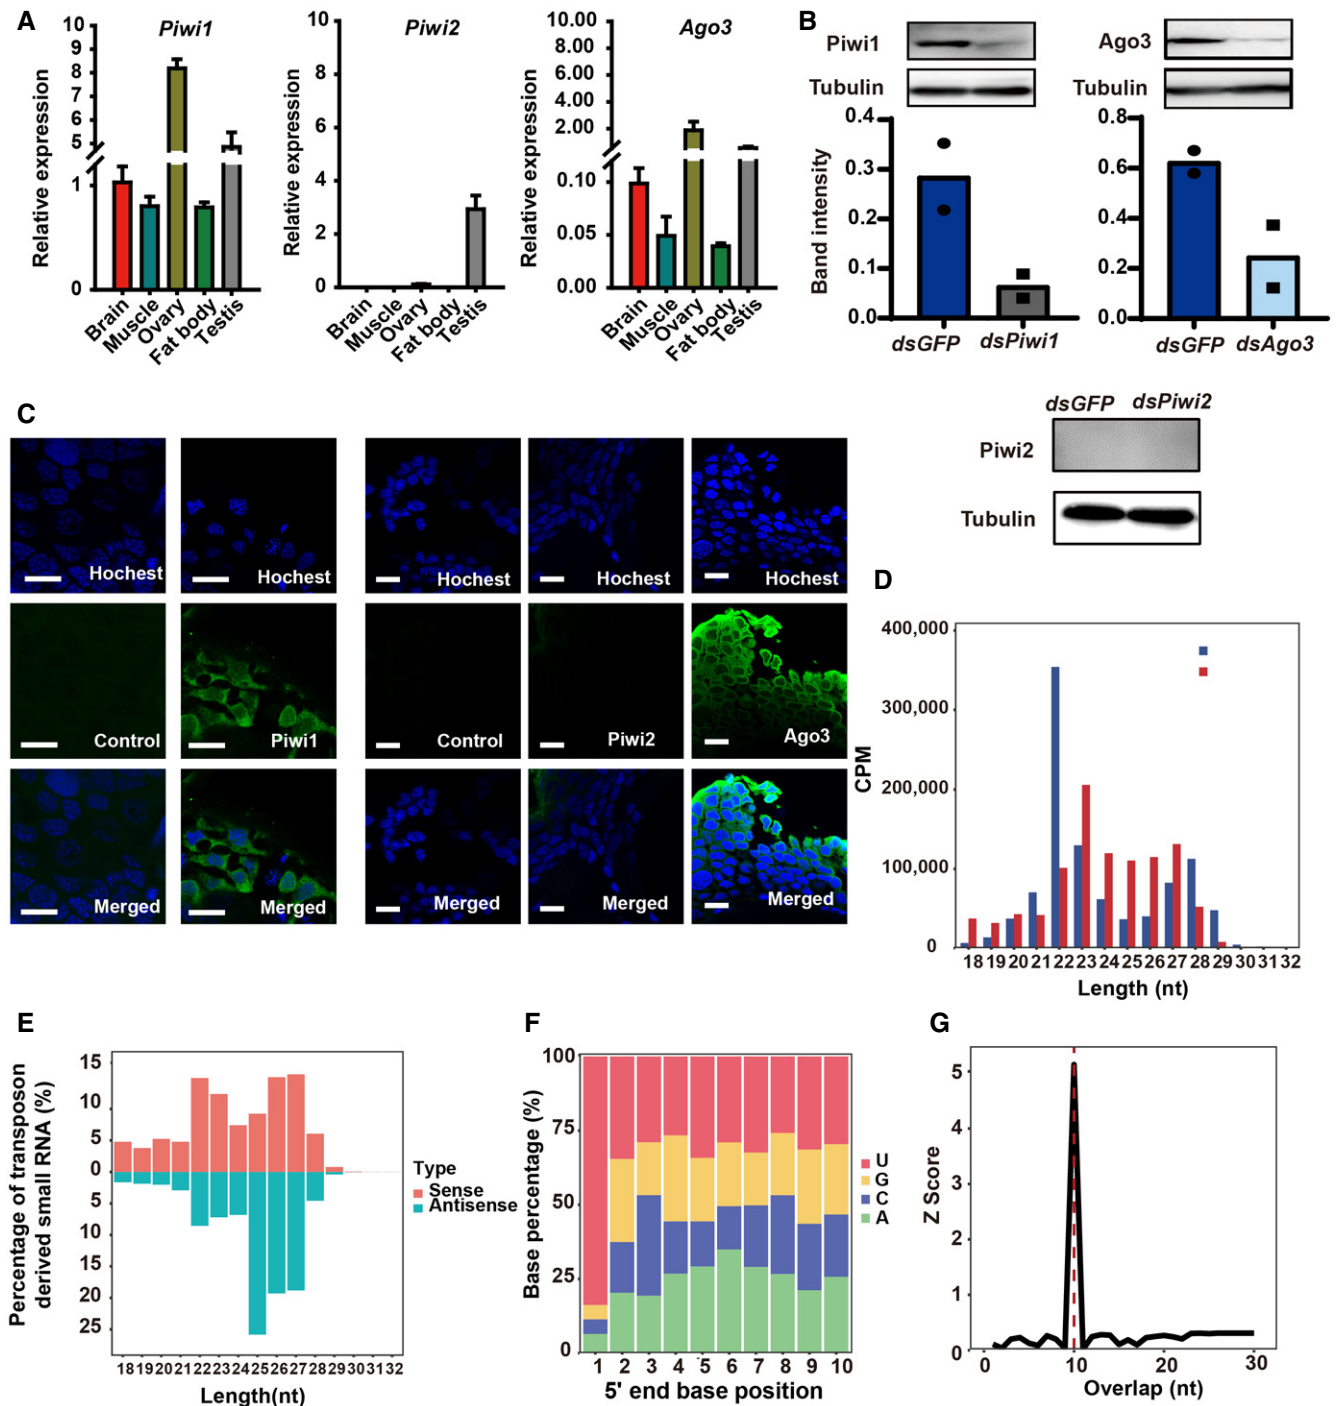 A
Piwi1
Relative expression
10
9
8
7
6
5
1
0
Brain
Muscle
Ovary
Fat body
Testis
Piwi2
Relative expression
10
8
6
4
2
0
Brain
Muscle
Ovary
Fat body
Testis
Ago3
Relative expression
10.00
8.00
6.00
4.00
2.00
0.10
0.05
0.00
Brain
Muscle
Ovary
Fat body
Testis
B
Piwi1
Tubulin
Band intensity
0.4
0.3
0.2
0.1
0.0
dsGFP
dsPiwi1
Ago3
Tubulin
0.8
0.6
0.4
0.2
0.0
dsGFP
dsAgo3
dsGFP
dsPiwi2
Piwi2
Tubulin
C
Hochest
Hochest
Hochest
Hochest
Hochest
Control
Piwi1
Control
Piwi2
Ago3
Merged
Merged
Merged
Merged
Merged
D
CPM
400,000
300,000
200,000
100,000
0
18 19 20 21 22 23 24 25 26 27 28 29 30 31 32
Length (nt)
E
Percentage of transposon
derived small RNA (%)
15
10
5
0
5
10
15
20
25
18 19 20 21 22 23 24 25 26 27 28 29 30 31 32
Length(nt)
Type
Sense
Antisense
F
Base percentage (%)
100
75
50
25
0
1 2 3 4 5 6 7 8 9 10
5' end base position
U
G
C
A
G
Z Score
5
4
3
2
1
0
0 10 20 30
Overlap (nt)